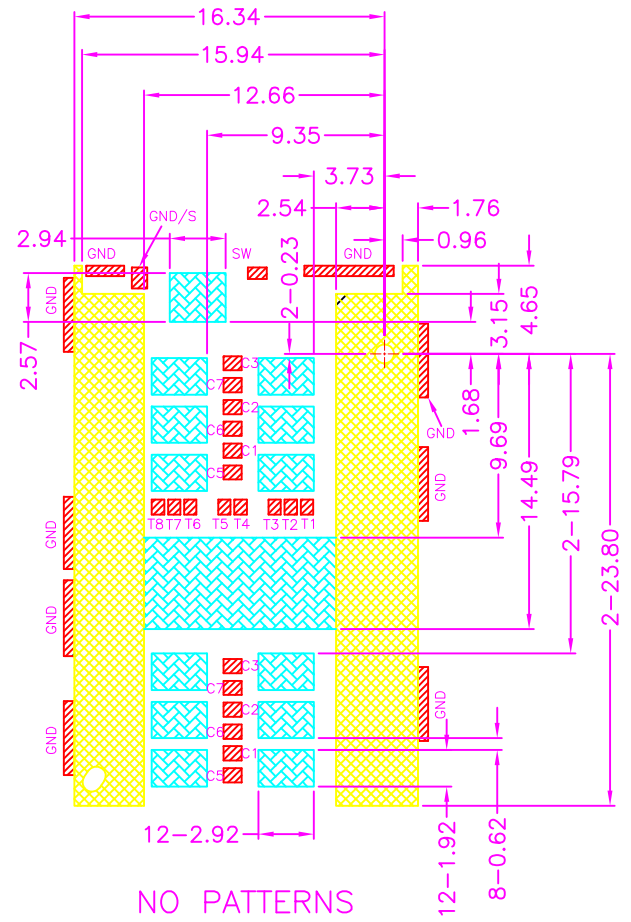 16.34
15.94
12.66
9.35
3.73
2.54
1.76
GND/S
2.94
GND
SW
GND
0.96
2-0.23
GND
3.15
4.65
2.57
C3
C7
C2
C6
C1
C5
1.68
GND
9.69
GND
14.49
2-15.79
2-23.80
T8
T7
T6
T5
T4
T3
T2
T1
GND
GND
C3
C7
C2
C6
C1
C5
GND
GND
12-2.92
12-1.92
8-0.62
NO PATTERNS